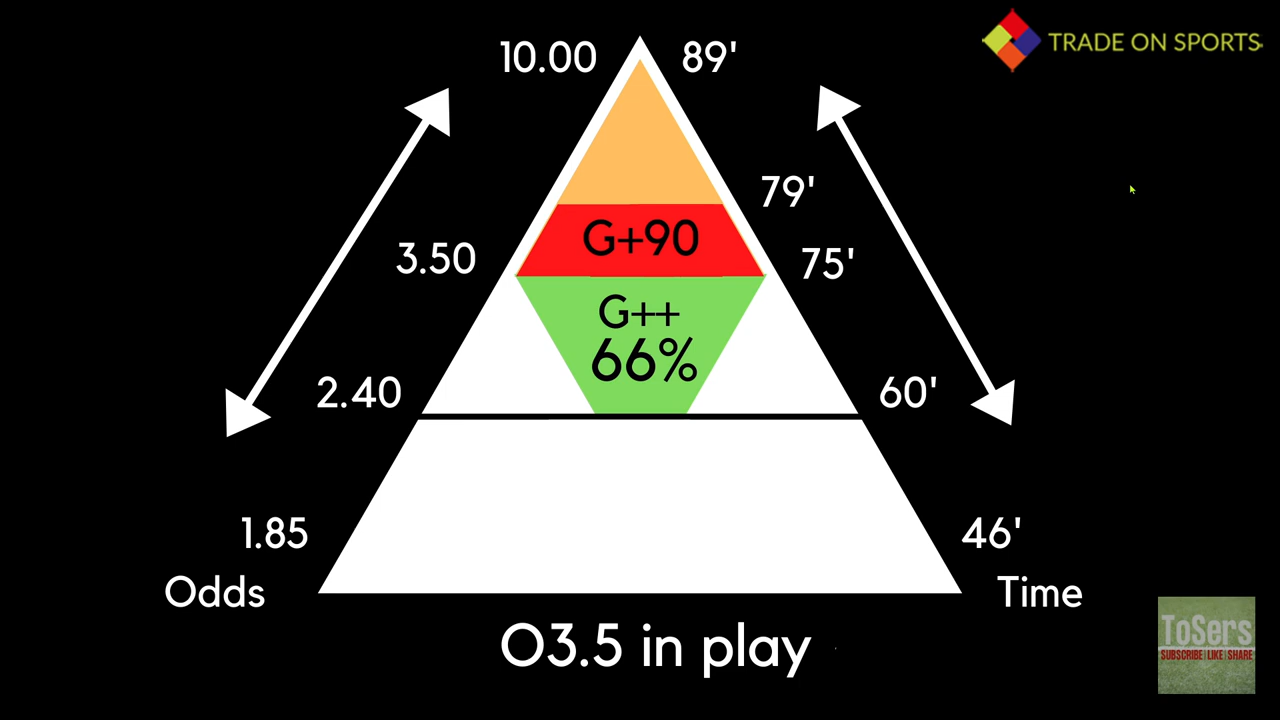 10.00 89'
TRADE ON SPORTS
79'
G+90
3.50 75'
G++
66%
2.40 60'
1.85 46'
Odds Time
O3.5 in play
ToSers
SUBSCRIBE|LIKE|SHARE